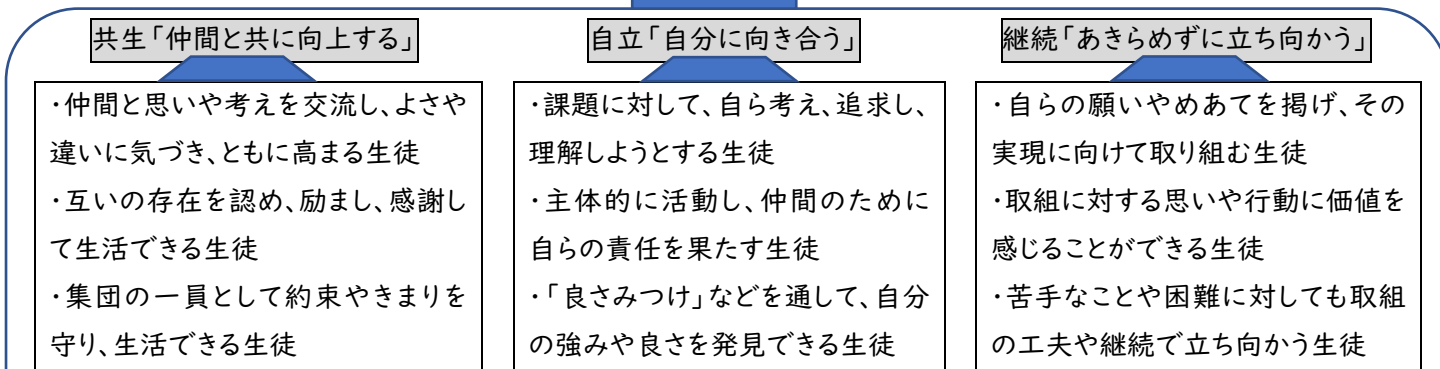 共生「仲間と共に向上する」
・仲間と思いや考えを交流し、よさや
違いに気づき、ともに高まる生徒
・互いの存在を認め、励まし、感謝し
て生活できる生徒
・集団の一員として約束やきまりを
守り、生活できる生徒
自立「自分に向き合う」
・課題に対して、自ら考え、追求し、
理解しようとする生徒
・主体的に活動し、仲間のために
自らの責任を果たす生徒
・「良さみつけ」などを通して、自分
の強みや良さを発見できる生徒
継続「あきらめずに立ち向かう」
・自らの願いやめあてを掲げ、その
実現に向けて取り組む生徒
・取組に対する思いや行動に価値を
感じることができる生徒
・苦手なことや困難に対しても取組
の工夫や継続で立ち向かう生徒